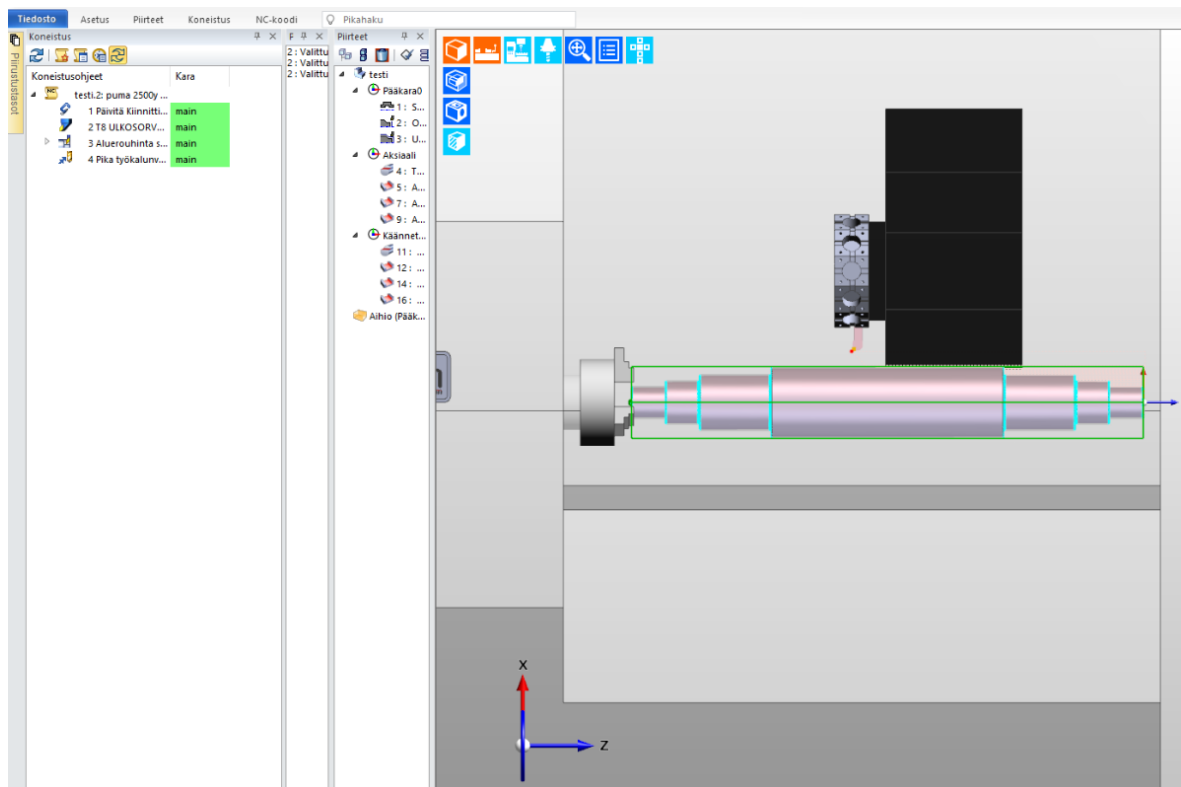 Tiedosto Asetus Piirteet Koneistus NC-koodi Pikahaku
Piirustustasot
Koneistus
Koneistusohjeet Kara
testi.2: puma 2500y ...
1 Päivitä Kiinnitti... main
2 T8 ULKOSORV... main
3 Aluerouhinta s... main
4 Pika työkalunv... main
F
2 : Valittu
2 : Valittu
2 : Valittu
Piirteet
testi
Pääkara0
1 : S...
2 : O...
3 : U...
Aksiaali
4 : T...
5 : A...
7 : A...
9 : A...
Käännet...
11 : ...
12 : ...
14 : ...
16 : ...
Aihio (Pääk...
X
Z